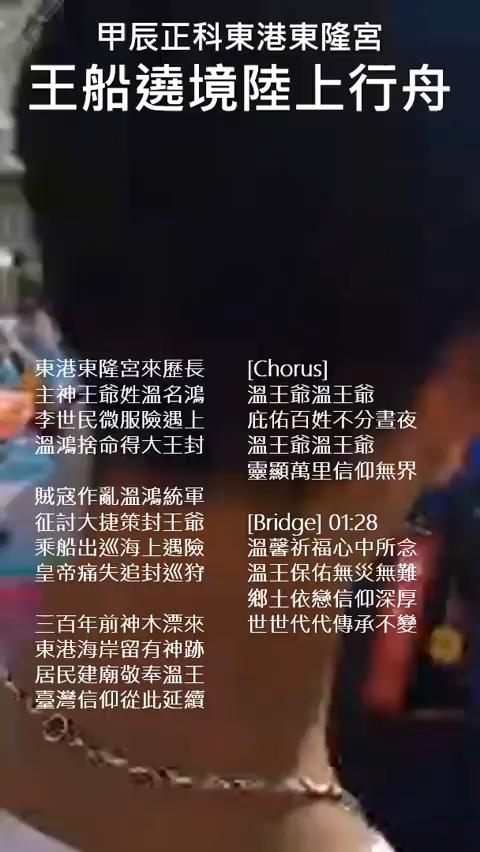 甲辰正科東港東隆宮
王船遶境陸上行舟
東港東隆宮來歷長
主神王爺姓溫名鴻
李世民微服險遇上
溫鴻捨命得大王封
賊寇作亂溫鴻統軍
征討大捷策封王爺
乘船出巡海上遇險
皇帝痛失追封巡狩
三百年前神木漂來
東港海岸留有神跡
居民建廟敬奉溫王
臺灣信仰從此延續
[Chorus]
溫王爺溫王爺
庇佑百姓不分晝夜
溫王爺溫王爺
靈顯萬里信仰無界
[Bridge] 01:28
溫馨祈福心中所念
溫王保佑無災無難
鄉土依戀信仰深厚
世世代代傳承不變